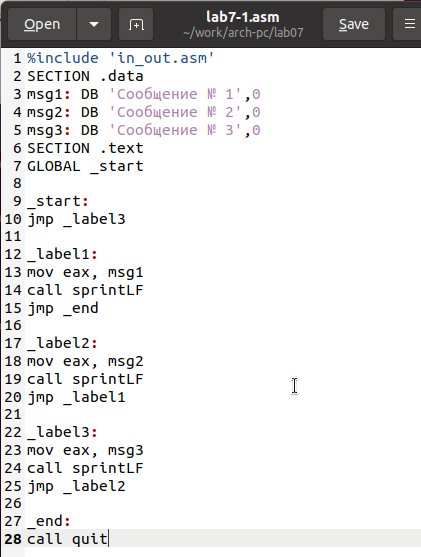 Open
lab7-1.asm
~/work/arch-pc/lab07
Save
1 %include 'in_out.asm'
2 SECTION .data
3 msg1: DB 'Сообщение № 1',0
4 msg2: DB 'Сообщение № 2',0
5 msg3: DB 'Сообщение № 3',0
6 SECTION .text
7 GLOBAL _start
8
9 _start:
10 jmp _label3
11
12 _label1:
13 mov eax, msg1
14 call sprintLF
15 jmp _end
16
17 _label2:
18 mov eax, msg2
19 call sprintLF
20 jmp _label1
21
22 _label3:
23 mov eax, msg3
24 call sprintLF
25 jmp _label2
26
27 _end:
28 call quit